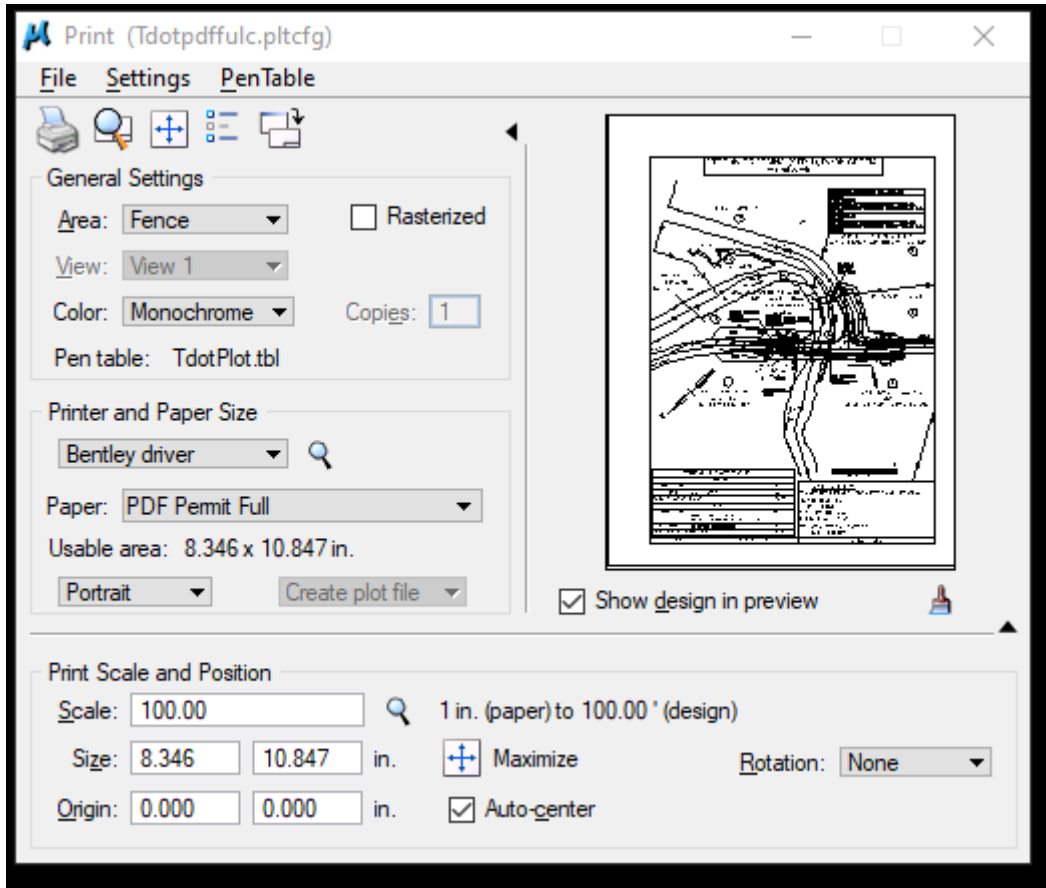 Print (Tdotpdffulc.pltcfg)
File Settings PenTable
General Settings
Area: Fence Rasterized
View: View 1
Color: Monochrome Copies: 1
Pen table: TdotPlot.tbl
Printer and Paper Size
Bentley driver
Paper: PDF Permit Full
Usable area: 8.346 x 10.847 in.
Portrait Create plot file
Show design in preview
Print Scale and Position
Scale: 100.00 1 in. (paper) to 100.00 ' (design)
Size: 8.346 10.847 in. Maximize Rotation: None
Origin: 0.000 0.000 in. Auto-center